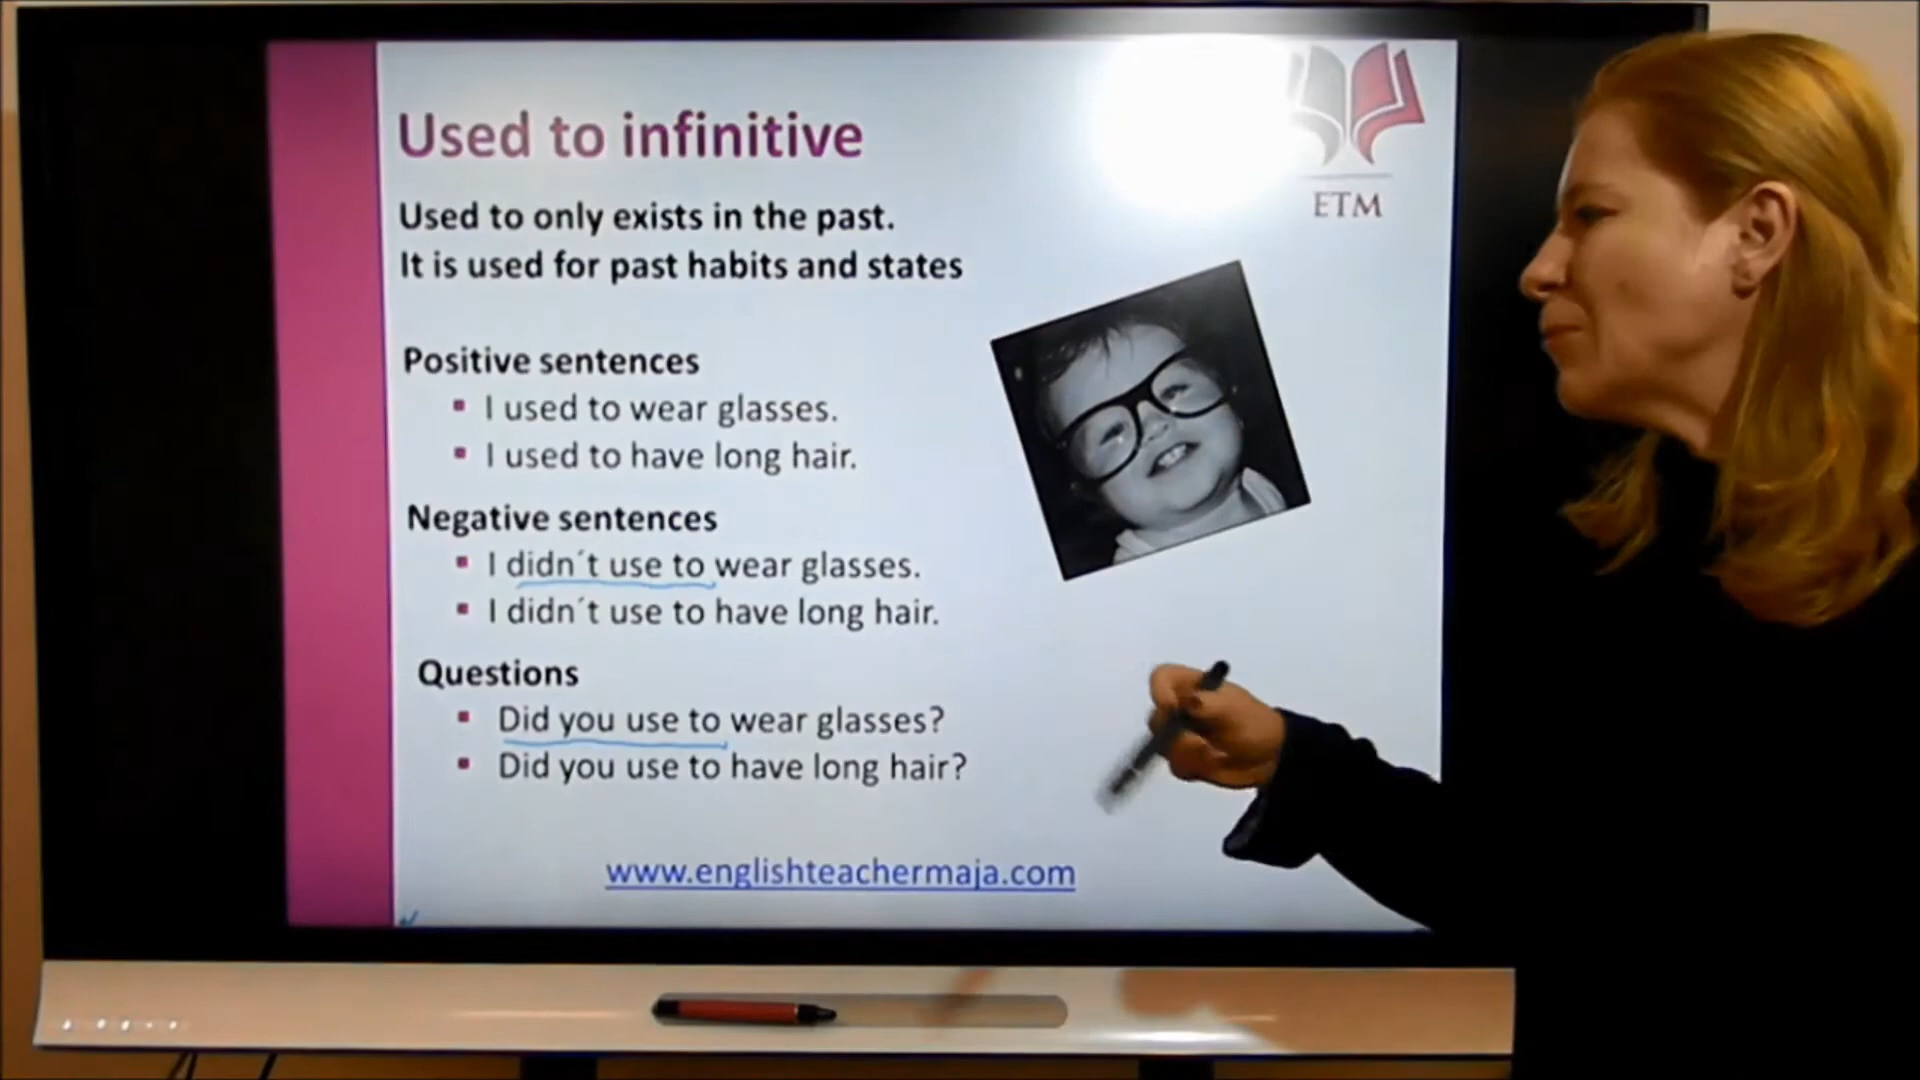 ETM
Used to infinitive
Used to only exists in the past.
It is used for past habits and states
Positive sentences
▪ I used to wear glasses.
▪ I used to have long hair.
Negative sentences
▪ I didn´t use to wear glasses.
▪ I didn´t use to have long hair.
Questions
▪ Did you use to wear glasses?
▪ Did you use to have long hair?
www.englishteachermaja.com